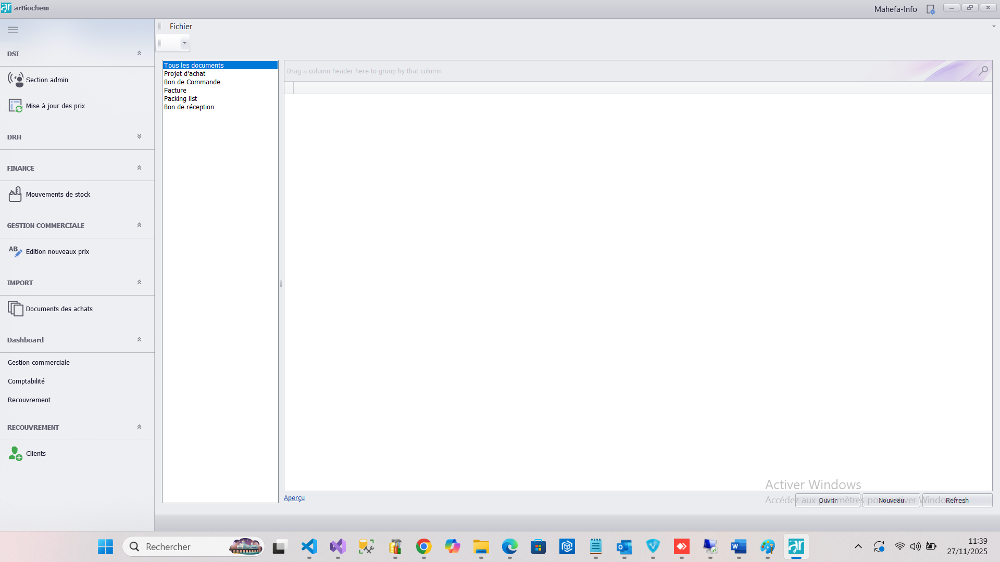 arBiochem
Mahefa-Info
Fichier
DSI
Section admin
Mise à jour des prix
DRH
FINANCE
Mouvements de stock
GESTION COMMERCIALE
AB
Edition nouveaux prix
IMPORT
Documents des achats
Dashboard
Gestion commerciale
Comptabilité
Recouvrement
RECOUVREMENT
Clients
Tous les documents
Projet d'achat
Bon de Commande
Facture
Packing list
Bon de réception
Drag a column header here to group by that column
Aperçu
Activer Windows
Accédez aux paramètres pour activer Windows.
Ouvrir
Nouveau
Refresh
Rechercher
11:39
27/11/2025